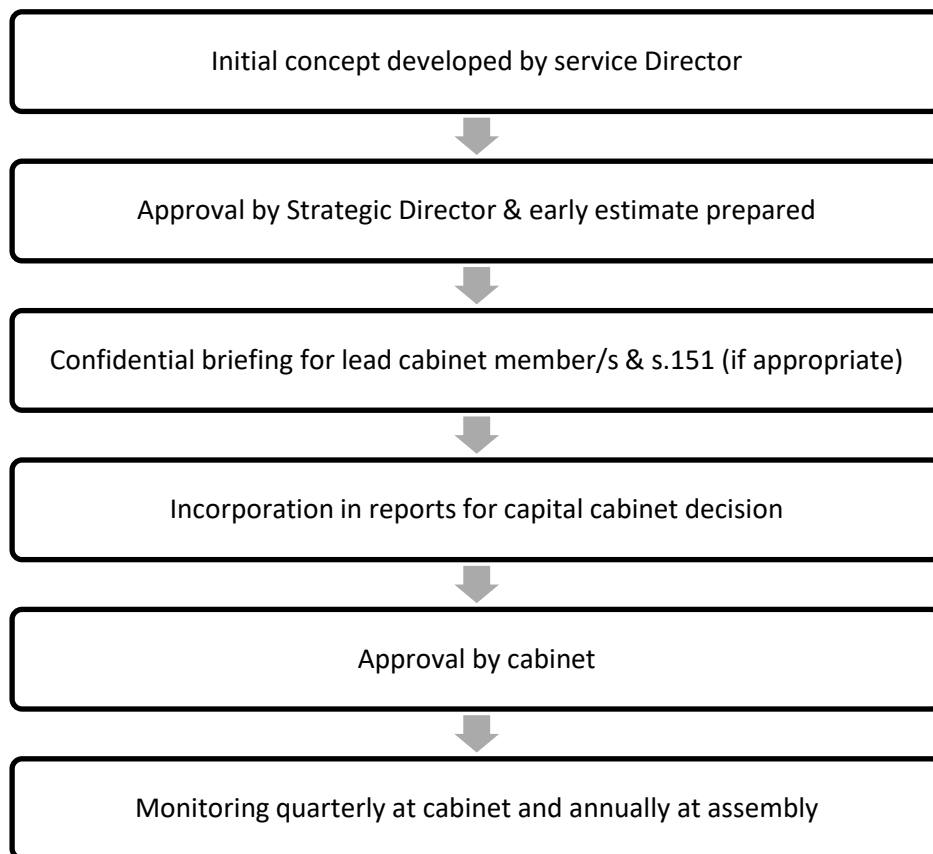 Initial concept developed by service Director
Approval by Strategic Director & early estimate prepared
Confidential briefing for lead cabinet member/s & s.151 (if appropriate)
Incorporation in reports for capital cabinet decision
Approval by cabinet
Monitoring quarterly at cabinet and annually at assembly